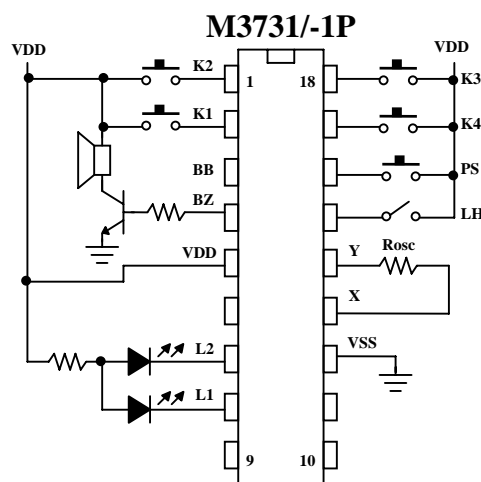 M3731/-1P
VDD
VDD
K2
1
18
K3
K1
K4
BB
PS
BZ
LH
VDD
Y
Rosc
X
L2
VSS
L1
9
10